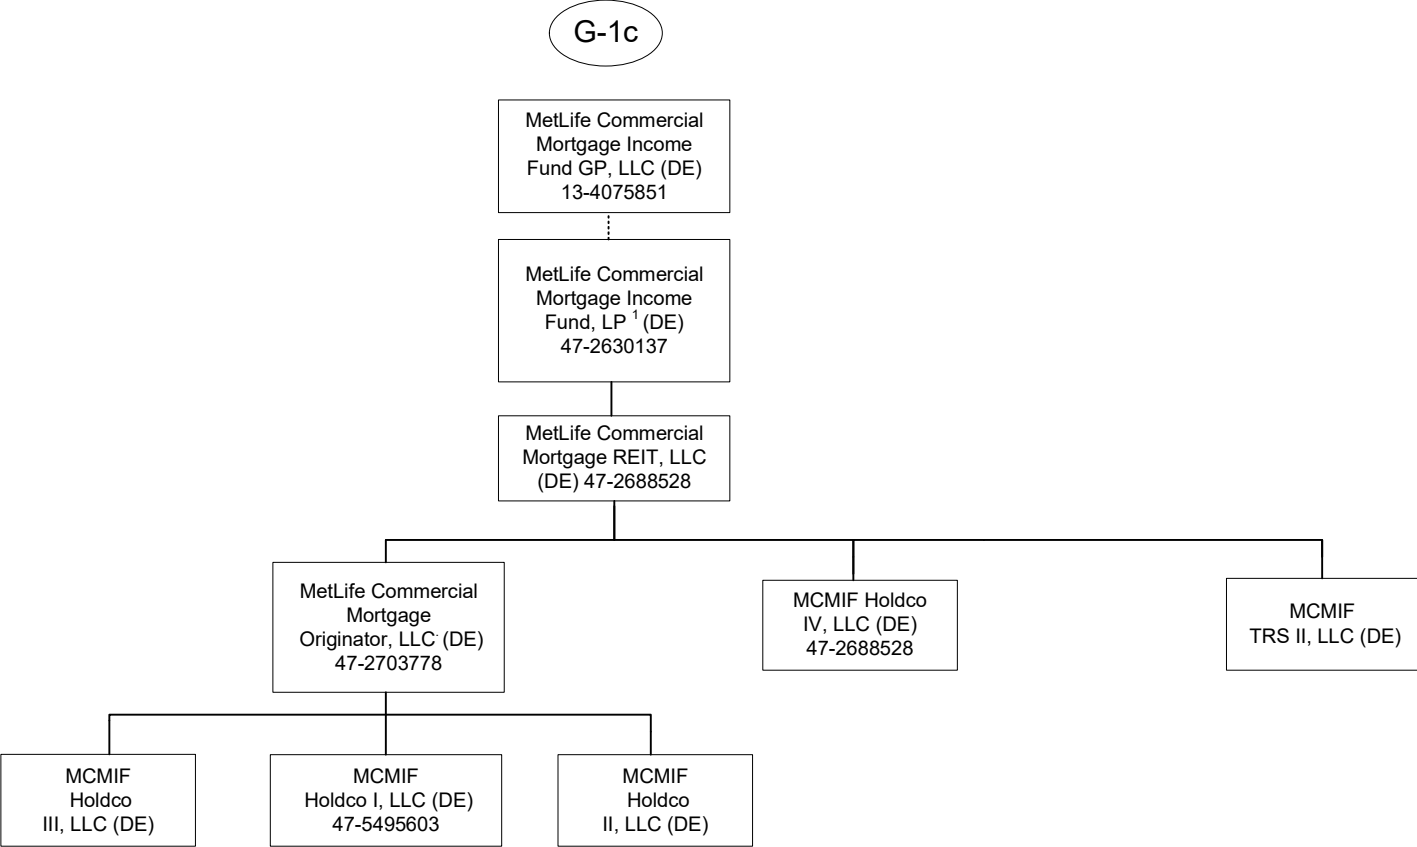 G-1c
MetLife Commercial
Mortgage Income
Fund GP, LLC (DE)
13-4075851
MetLife Commercial
Mortgage Income
Fund, LP 1 (DE)
47-2630137
MetLife Commercial
Mortgage REIT, LLC
(DE) 47-2688528
MetLife Commercial
Mortgage
Originator, LLC. (DE)
47-2703778
MCMIF Holdco
IV, LLC (DE)
47-2688528
MCMIF
TRS II, LLC (DE)
MCMIF
Holdco
III, LLC (DE)
MCMIF
Holdco I, LLC (DE)
47-5495603
MCMIF
Holdco
II, LLC (DE)